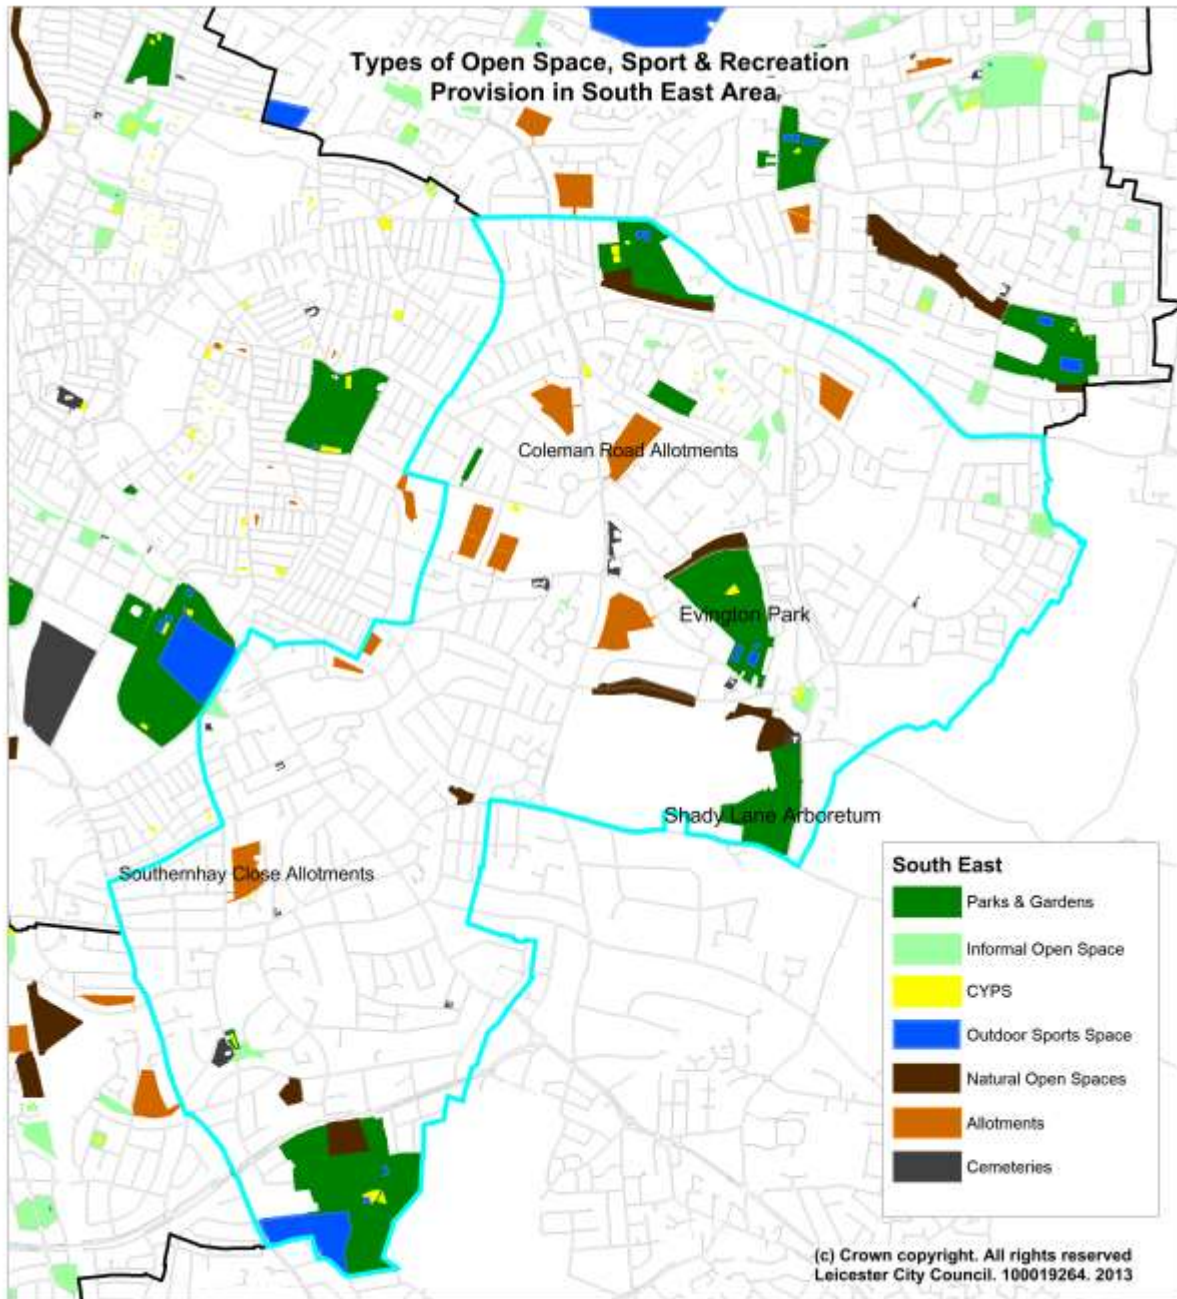 Types of Open Space, Sport & Recreation
Provision in South East Area
Coleman Road Allotments
Evington Park
Shady Lane Arboretum
Southernhay Close Allotments
South East
Parks & Gardens
Informal Open Space
CYPS
Outdoor Sports Space
Natural Open Spaces
Allotments
Cemeteries
(c) Crown copyright. All rights reserved
Leicester City Council. 100019264. 2013